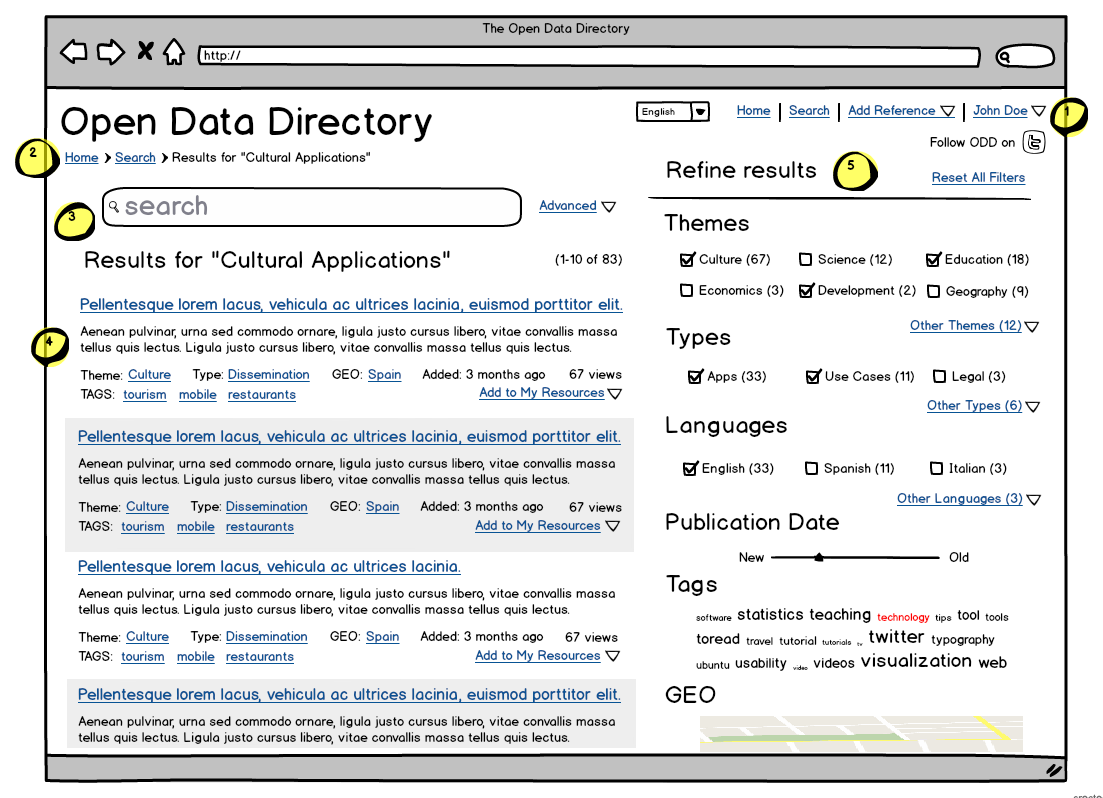 The Open Data Directory
http://
Open Data Directory
English Home Search Add Reference John Doe 1
Follow ODD on
2 Home Search Results for "Cultural Applications"
3 search Advanced
Results for "Cultural Applications" (1-10 of 83)
Pellentesque lorem lacus, vehicula ac ultrices lacinia, euismod porttitor elit.
4 Aenean pulvinar, urna sed commodo ornare, ligula justo cursus libero, vitae convallis massa
tellus quis lectus. Ligula justo cursus libero, vitae convallis massa tellus quis lectus.
Theme: Culture Type: Dissemination GEO: Spain Added: 3 months ago 67 views
TAGS: tourism mobile restaurants Add to My Resources
Pellentesque lorem lacus, vehicula ac ultrices lacinia, euismod porttitor elit.
Aenean pulvinar, urna sed commodo ornare, ligula justo cursus libero, vitae convallis massa
tellus quis lectus. Ligula justo cursus libero, vitae convallis massa tellus quis lectus.
Theme: Culture Type: Dissemination GEO: Spain Added: 3 months ago 67 views
TAGS: tourism mobile restaurants Add to My Resources
Pellentesque lorem lacus, vehicula ac ultrices lacinia.
Aenean pulvinar, urna sed commodo ornare, ligula justo cursus libero, vitae convallis massa
tellus quis lectus. Ligula justo cursus libero, vitae convallis massa tellus quis lectus.
Theme: Culture Type: Dissemination GEO: Spain Added: 3 months ago 67 views
TAGS: tourism mobile restaurants Add to My Resources
Pellentesque lorem lacus, vehicula ac ultrices lacinia, euismod porttitor elit.
Aenean pulvinar, urna sed commodo ornare, ligula justo cursus libero, vitae convallis massa
tellus quis lectus. Ligula justo cursus libero, vitae convallis massa tellus quis lectus.
Refine results 5 Reset All Filters
Themes
Culture (67) Science (12) Education (18)
Economics (3) Development (2) Geography (9)
Other Themes (12)
Types
Apps (33) Use Cases (11) Legal (3)
Other Types (6)
Languages
English (33) Spanish (11) Italian (3)
Other Languages (3)
Publication Date
New Old
Tags
software statistics teaching technology tips tool tools
toread travel tutorial tutorials tv twitter typography
ubuntu usability video videos visualization web
GEO